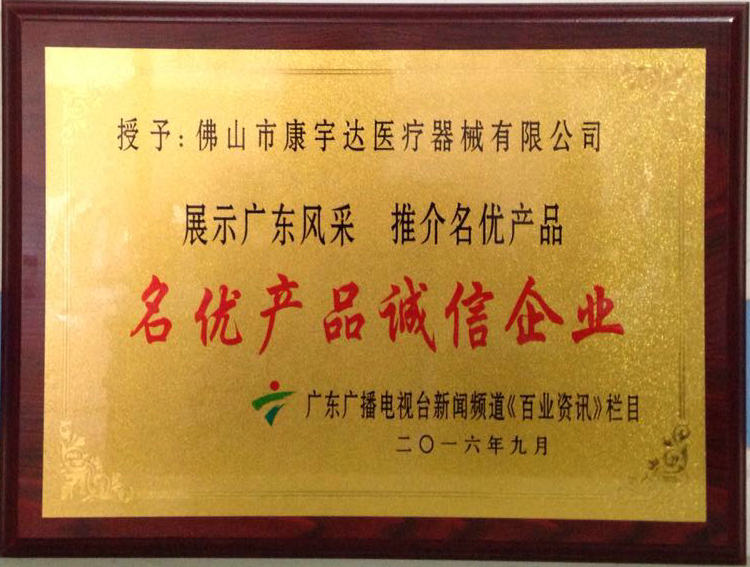 授予:佛山市康宇达医疗器械有限公司
展示广东风采 推介名优产品
名优产品诚信企业
广东广播电视台新闻频道《百业资讯》栏目
二〇一六年九月